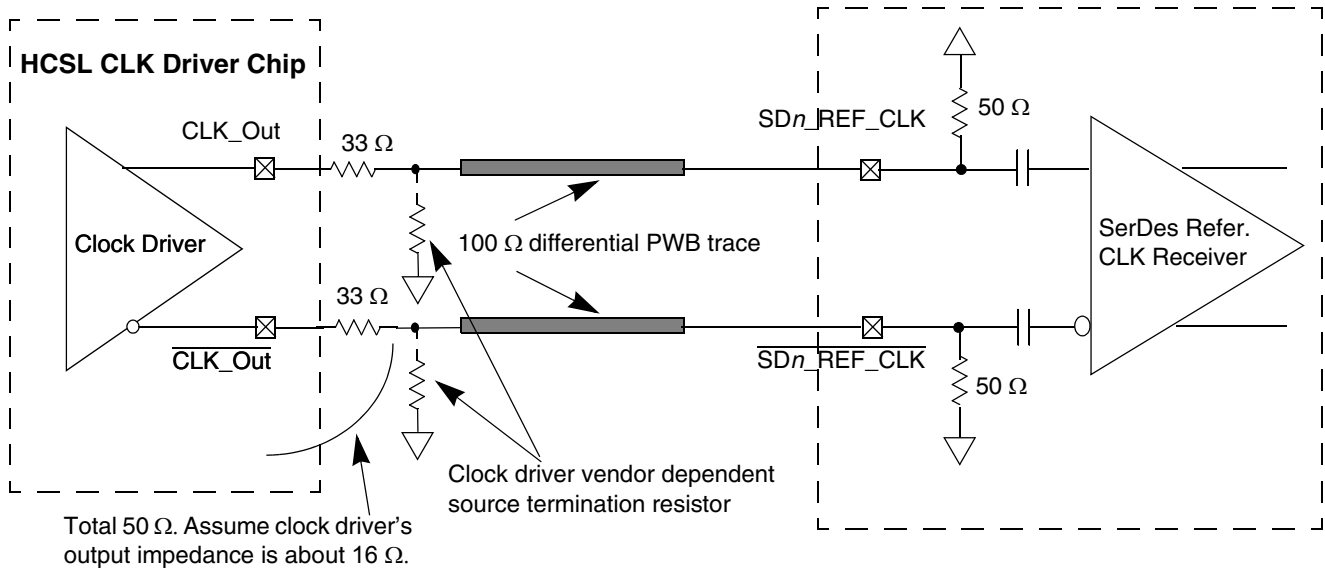 HCSL CLK Driver Chip
CLK_Out
33 Ω
SDn_REF_CLK
50 Ω
Clock Driver
100 Ω differential PWB trace
SerDes Refer.
CLK Receiver
33 Ω
CLK_Out
SDn_REF_CLK
50 Ω
Clock driver vendor dependent
source termination resistor
Total 50 Ω. Assume clock driver's
output impedance is about 16 Ω.